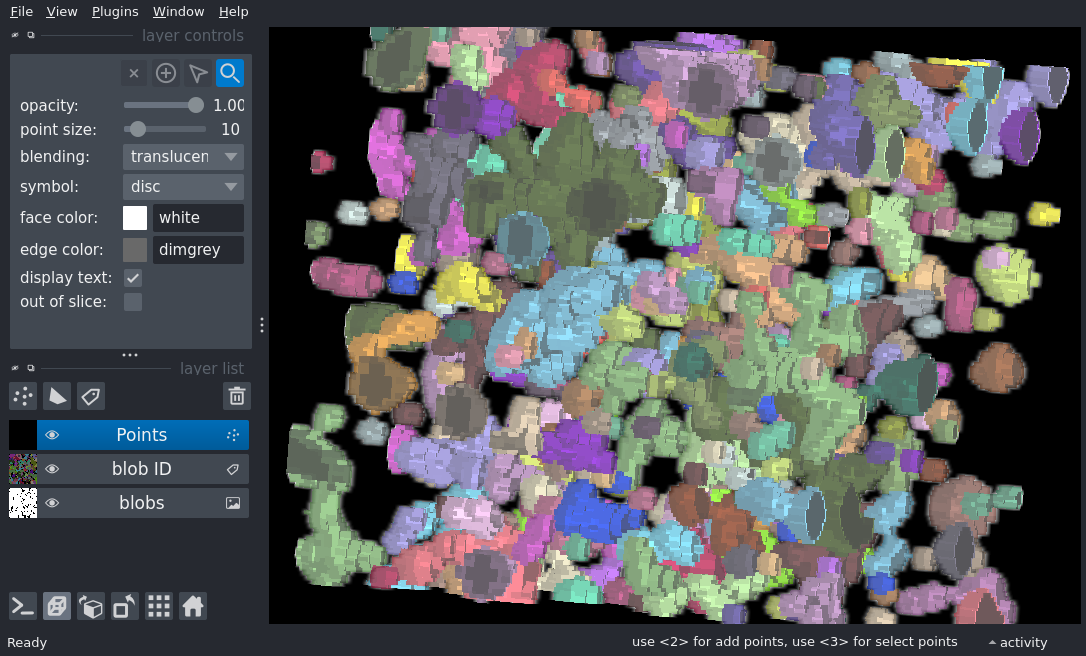 File View Plugins Window Help
layer controls
opacity: 1.00
point size: 10
blending: translucen
symbol: disc
face color: white
edge color: dimgrey
display text:
out of slice:
layer list
Points
blob ID
blobs
Ready
use <2> for add points, use <3> for select points
activity